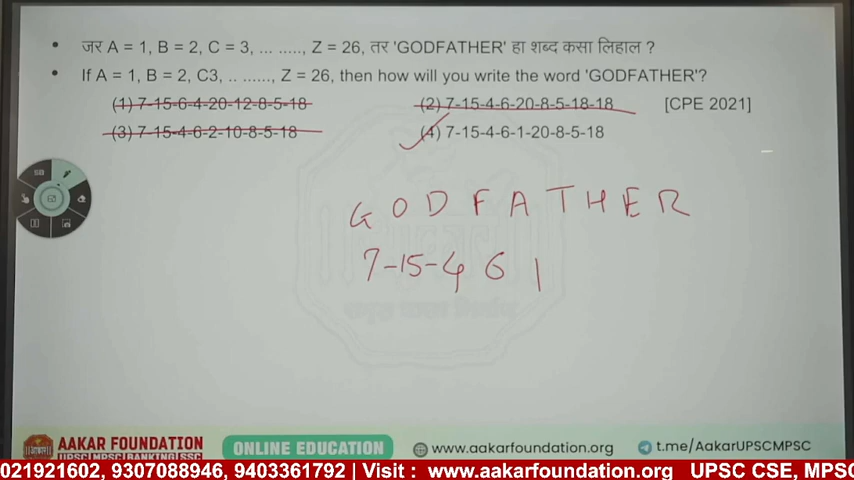 • जर A = 1, B = 2, C = 3, ... ....., Z = 26, तर 'GODFATHER' हा शब्द कसा लिहाल ?
• If A = 1, B = 2, C3, .. ......, Z = 26, then how will you write the word 'GODFATHER'?
(1) 7-15-6-4-20-12-8-5-18 (2) 7-15-4-6-20-8-5-18-18 [CPE 2021]
(3) 7-15-4-6-2-10-8-5-18 (4) 7-15-4-6-1-20-8-5-18
G O D F A T H E R
7-15-4 6 1
AAKAR FOUNDATION
UPSC MPSC BANKING SSC
ONLINE EDUCATION
www.aakarfoundation.org
t.me/AakarUPSCMPSC
021921602, 9307088946, 9403361792 | Visit : www.aakarfoundation.org UPSC CSE, MPSC